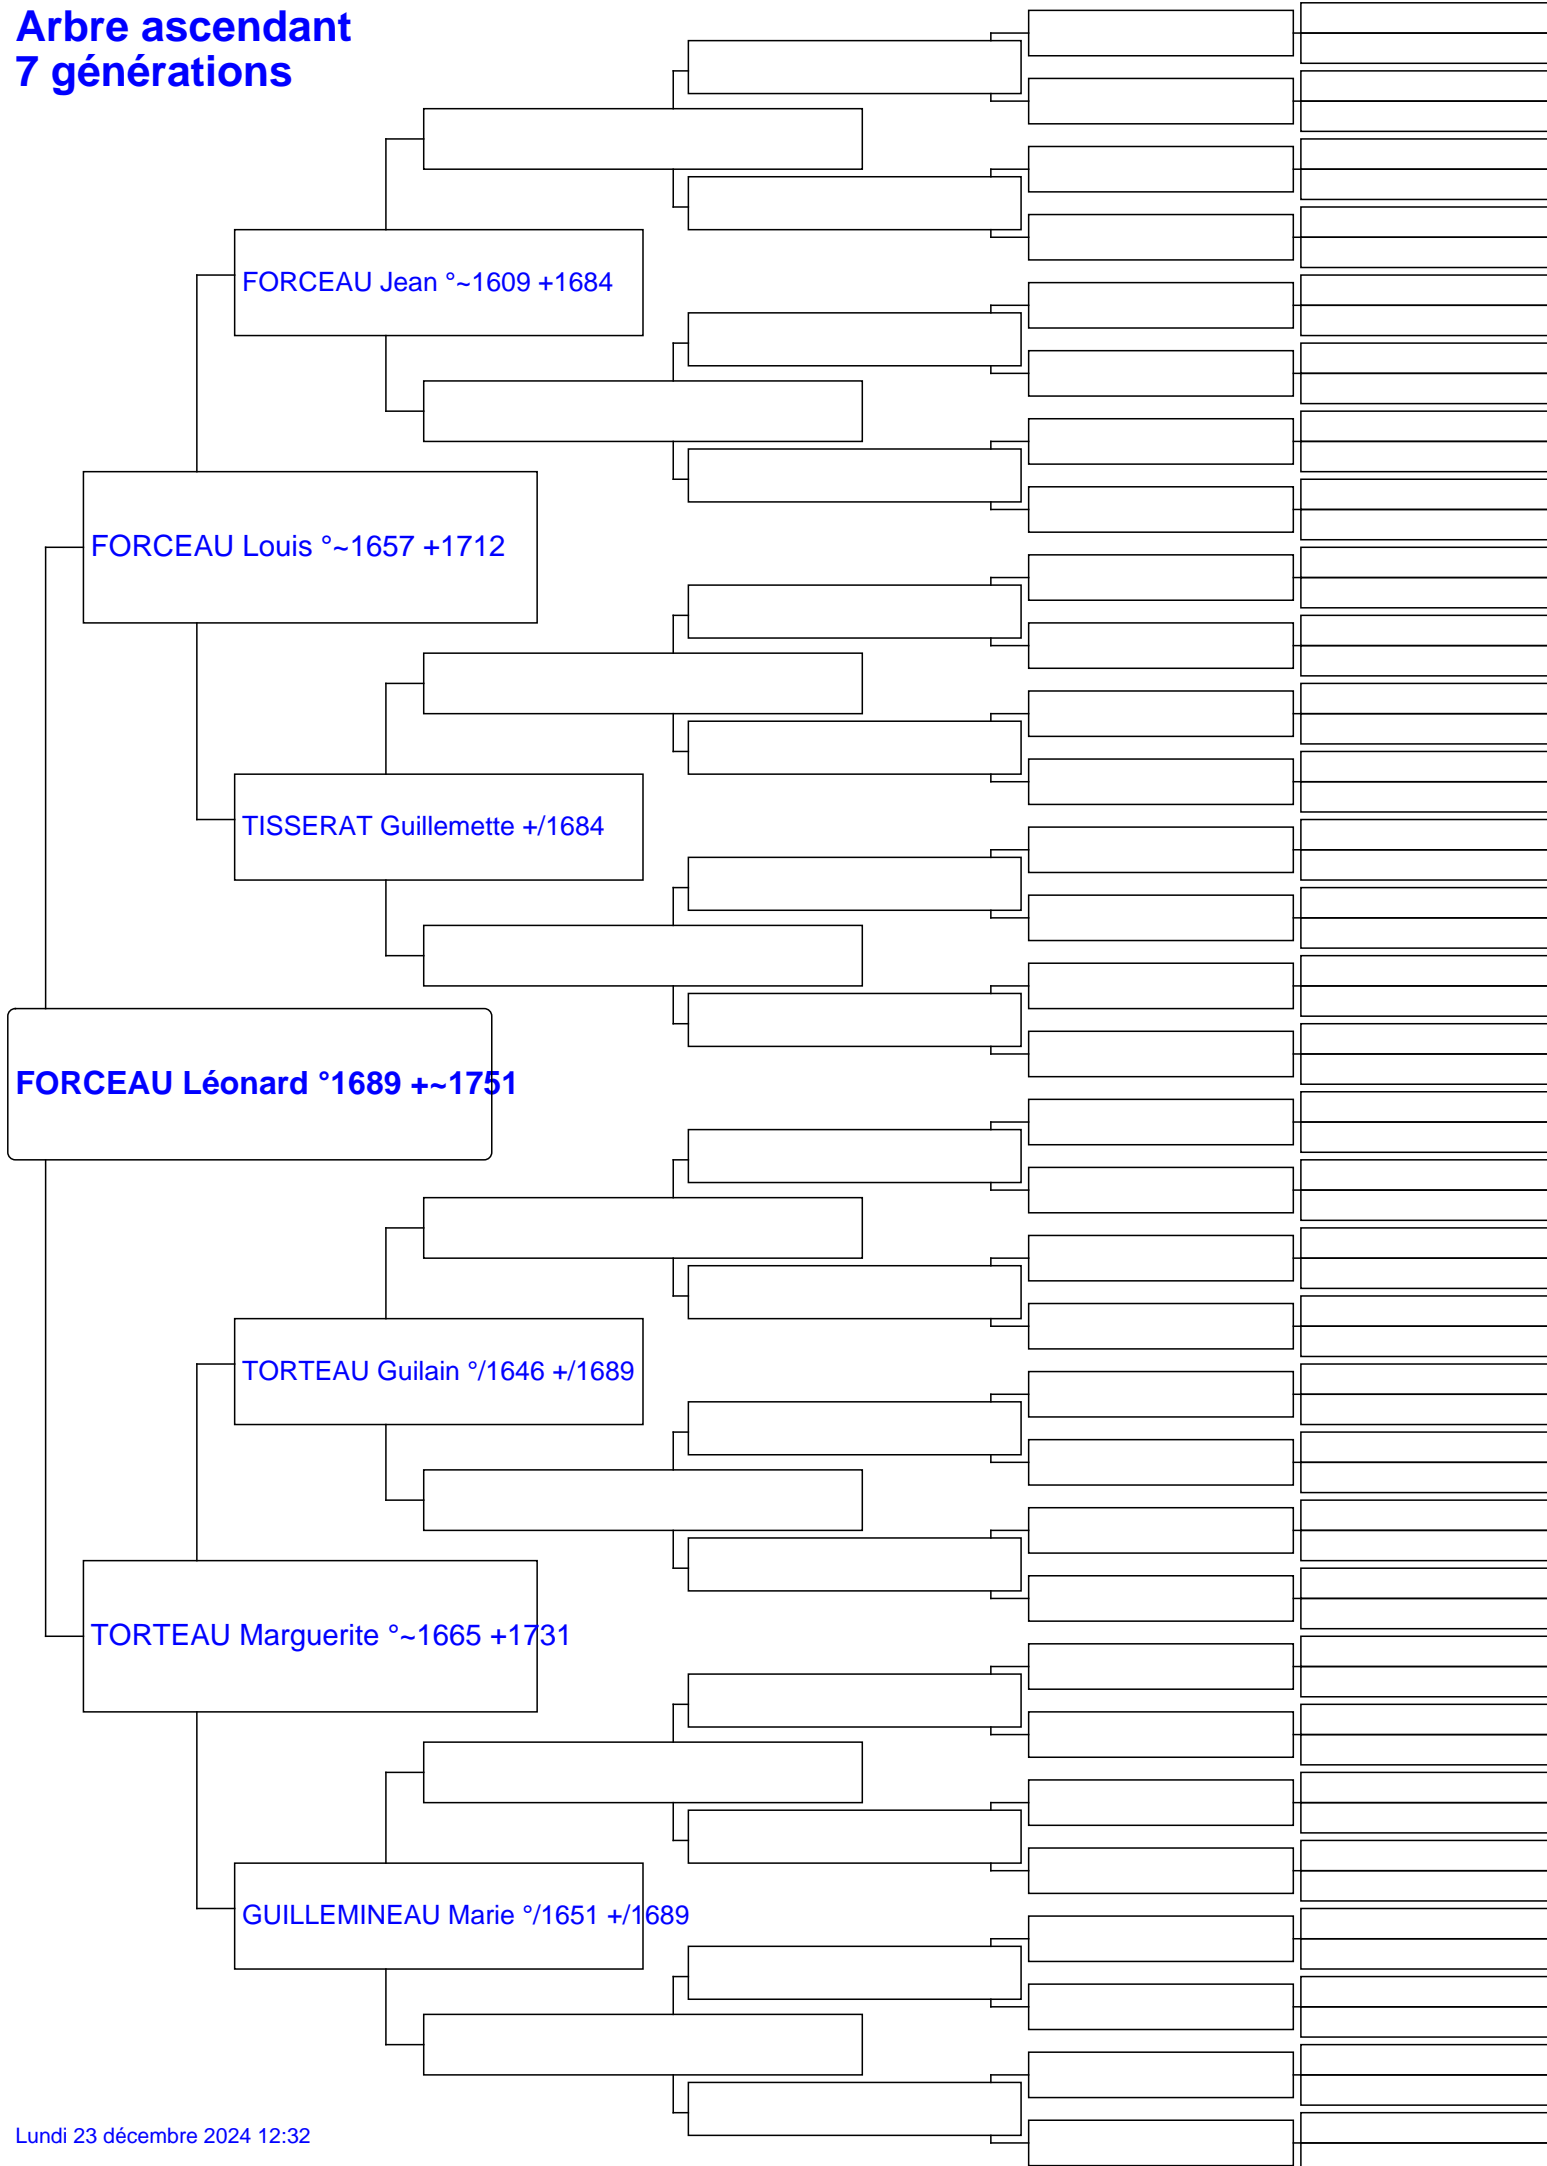 Arbre ascendant
7 générations
FORCEAU Jean °~1609 +1684
FORCEAU Louis °~1657 +1712
TISSERAT Guillemette +/1684
FORCEAU Léonard °1689 +~1751
TORTEAU Guilain °/1646 +/1689
TORTEAU Marguerite °~1665 +1731
GUILLEMINEAU Marie °/1651 +/1689
Lundi 23 décembre 2024 12:32